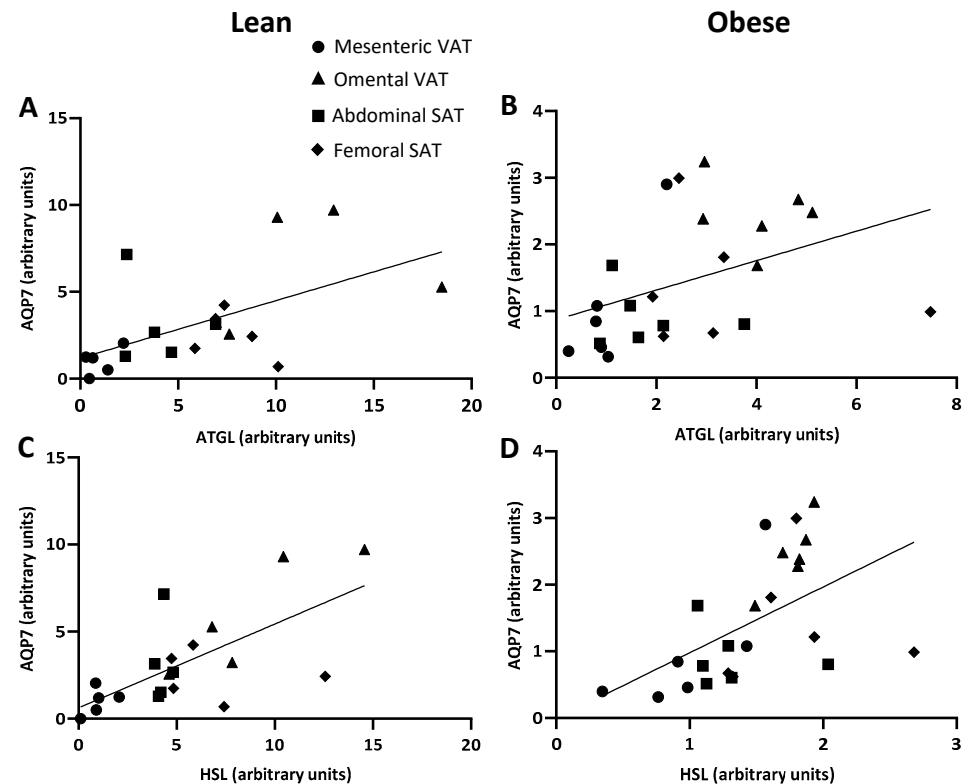 Lean
Obese
Mesenteric VAT
Omental VAT
Abdominal SAT
Femoral SAT
A
15
10
5
0
AQP7 (arbitrary units)
0 5 10 15 20
ATGL (arbitrary units)
B
4
3
2
1
0
AQP7 (arbitrary units)
0 2 4 6 8
ATGL (arbitrary units)
C
15
10
5
0
AQP7 (arbitrary units)
0 5 10 15 20
HSL (arbitrary units)
D
4
3
2
1
0
AQP7 (arbitrary units)
0 1 2 3
HSL (arbitrary units)